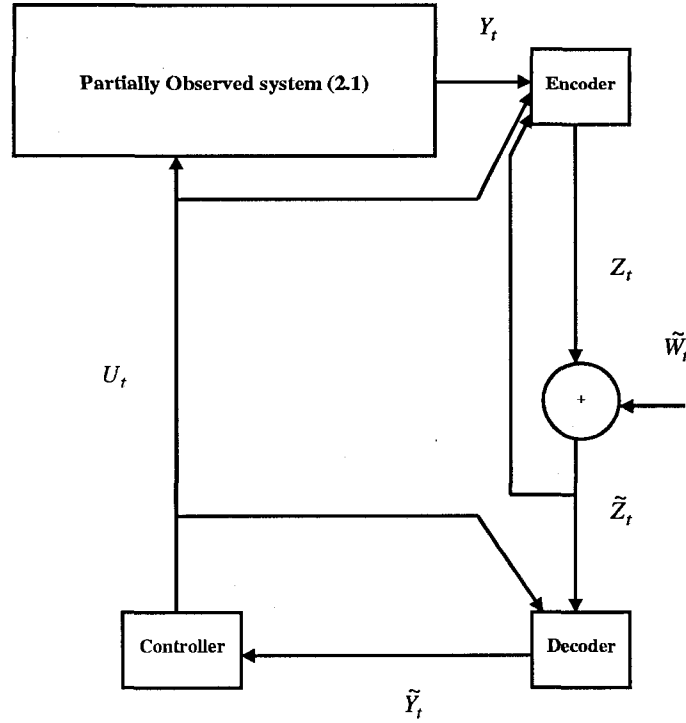 Y_t
Partially Observed system (2.1)
Encoder
Z_t
W̃_t
U_t
+
Z̃_t
Controller
Decoder
Ỹ_t